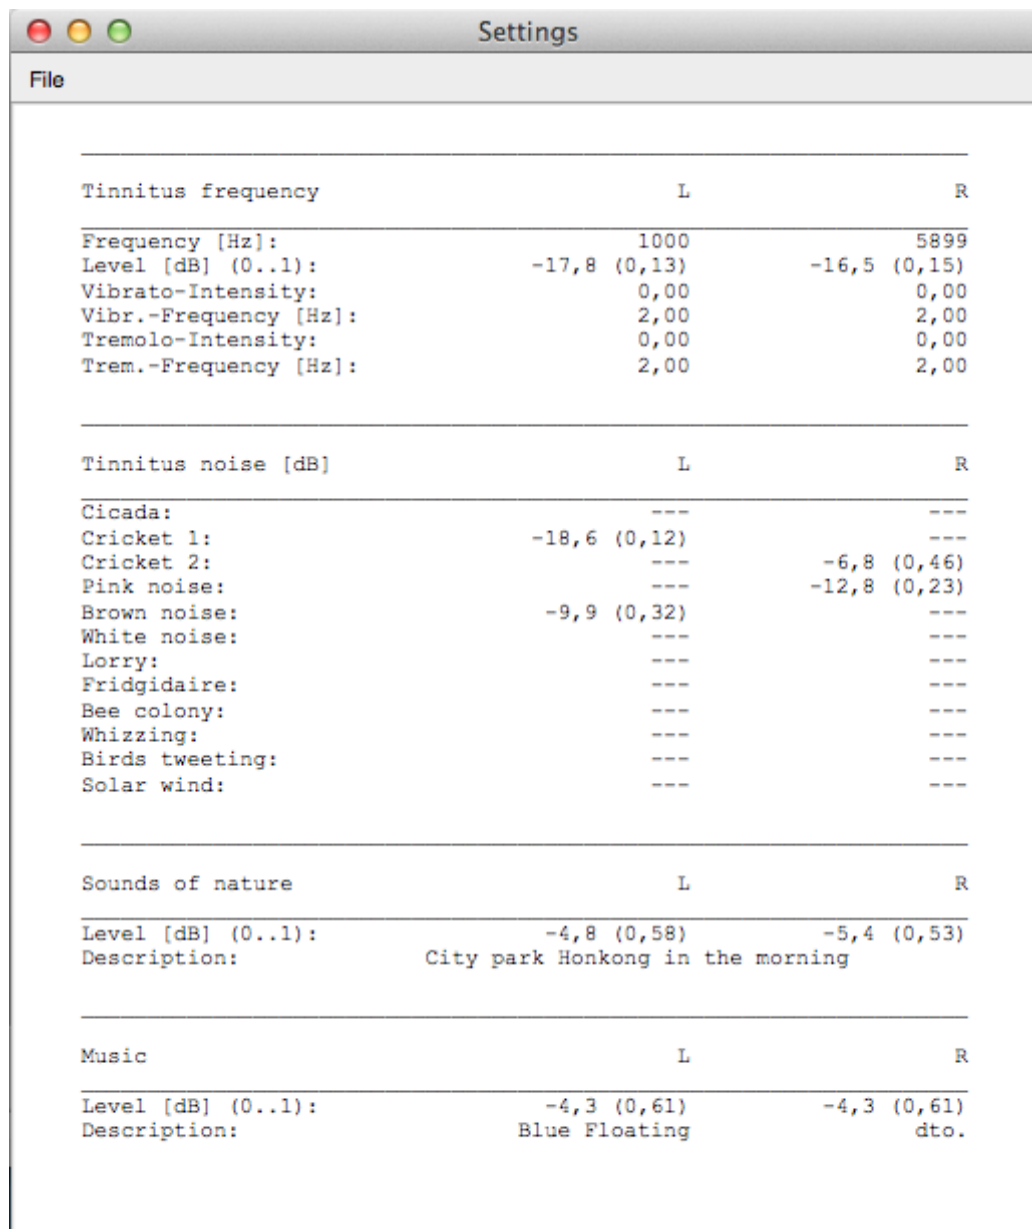 Settings
File
Tinnitus frequency L R
Frequency [Hz]: 1000 5899
Level [dB] (0..1): -17,8 (0,13) -16,5 (0,15)
Vibrato-Intensity: 0,00 0,00
Vibr.-Frequency [Hz]: 2,00 2,00
Tremolo-Intensity: 0,00 0,00
Trem.-Frequency [Hz]: 2,00 2,00
Tinnitus noise [dB] L R
Cicada: --- ---
Cricket 1: -18,6 (0,12) ---
Cricket 2: --- -6,8 (0,46)
Pink noise: --- -12,8 (0,23)
Brown noise: -9,9 (0,32) ---
White noise: --- ---
Lorry: --- ---
Fridgidaire: --- ---
Bee colony: --- ---
Whizzing: --- ---
Birds tweeting: --- ---
Solar wind: --- ---
Sounds of nature L R
Level [dB] (0..1): -4,8 (0,58) -5,4 (0,53)
Description: City park Honkong in the morning
Music L R
Level [dB] (0..1): -4,3 (0,61) -4,3 (0,61)
Description: Blue Floating dto.